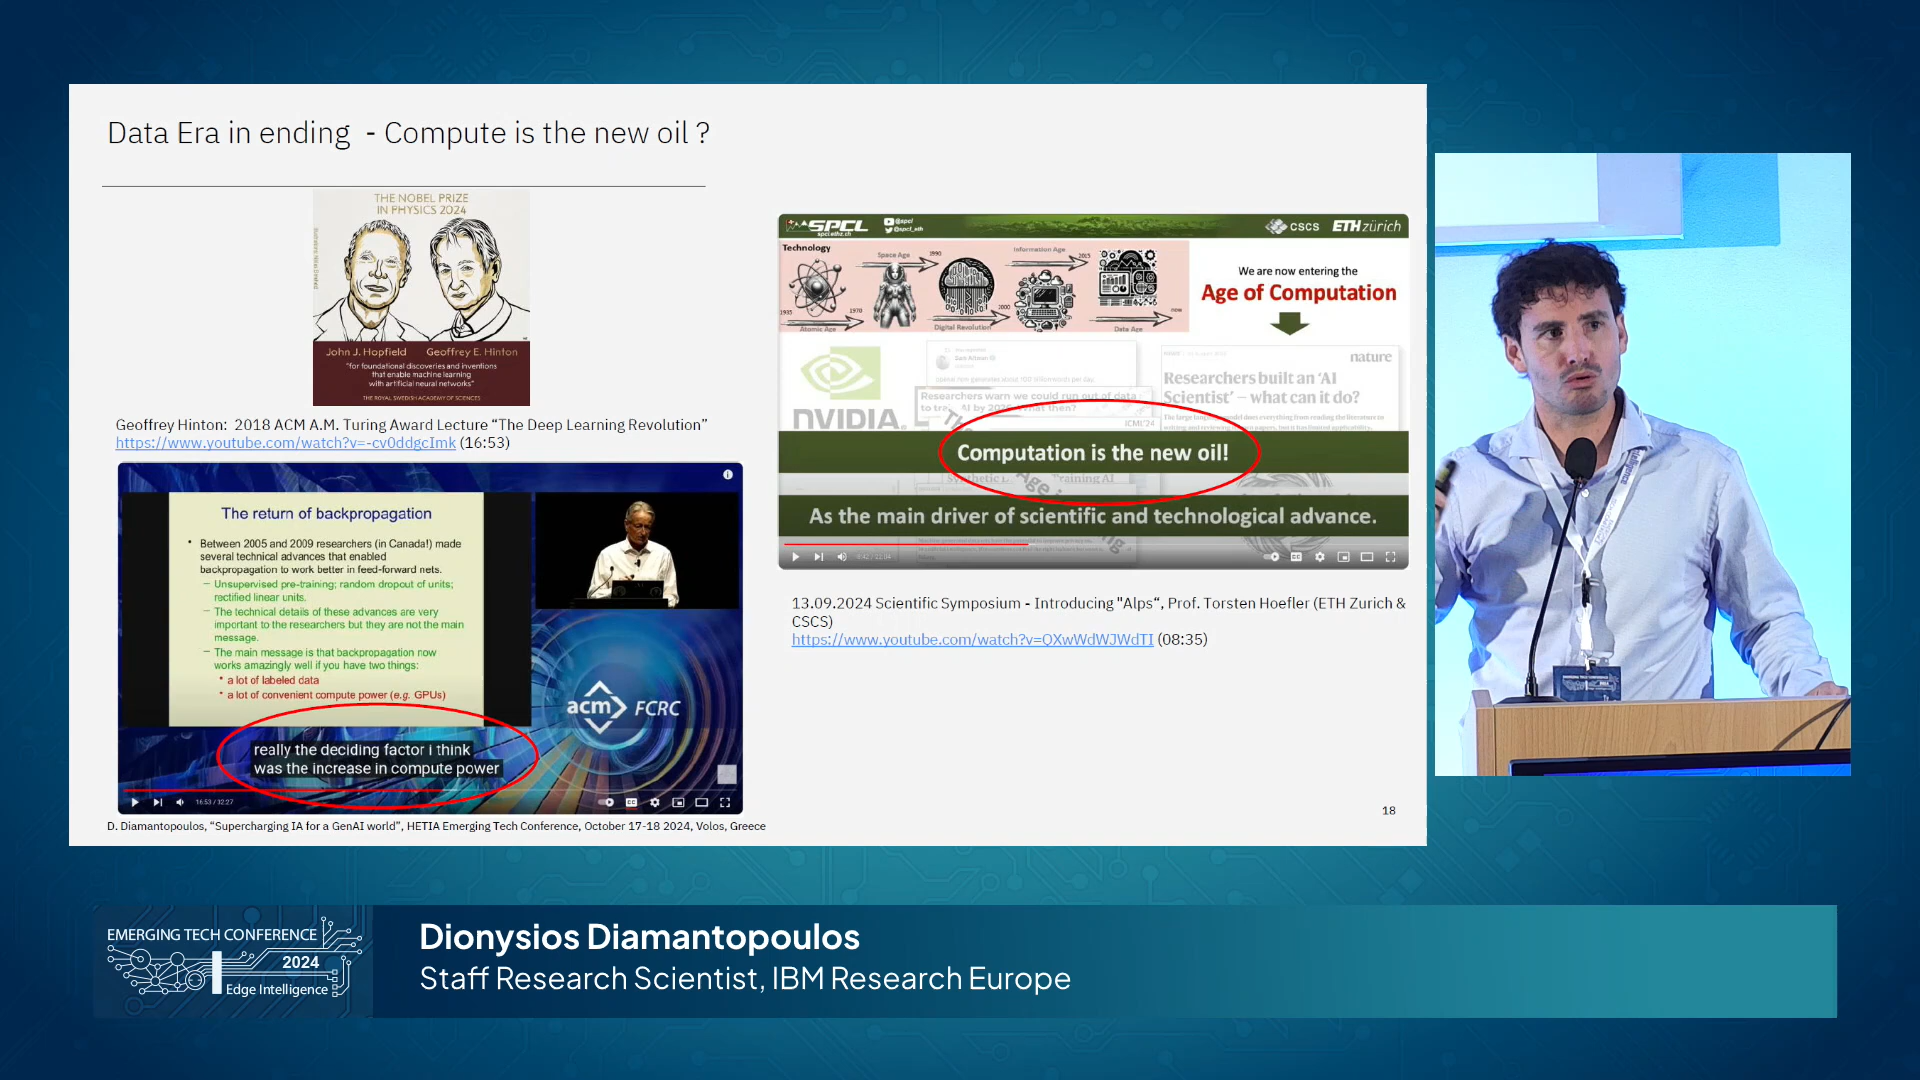 Data Era in ending - Compute is the new oil ?
THE NOBEL PRIZE
IN PHYSICS 2024
John J. Hopfield Geoffrey E. Hinton
"for foundational discoveries and inventions
that enable machine learning
with artificial neural networks"
THE ROYAL SWEDISH ACADEMY OF SCIENCES
Geoffrey Hinton: 2018 ACM A.M. Turing Award Lecture “The Deep Learning Revolution”
https://www.youtube.com/watch?v=-cv0ddgcImk (16:53)
The return of backpropagation
• Between 2005 and 2009 researchers (in Canada!) made
several technical advances that enabled
backpropagation to work better in feed-forward nets.
– Unsupervised pre-training; random dropout of units;
rectified linear units.
– The technical details of these advances are very
important to the researchers but they are not the main
message.
– The main message is that backpropagation now
works amazingly well if you have two things:
• a lot of labeled data
• a lot of convenient compute power (e.g. GPUs)
acm FCRC
really the deciding factor i think
was the increase in compute power
16:53 / 32:27
D. Diamantopoulos, “Supercharging IA for a GenAI world”, HETIA Emerging Tech Conference, October 17-18 2024, Volos, Greece
SPCL
spcl.ethz.ch
@spcl
@spcl_eth
CSCS ETH zürich
Technology
Space Age
1990
Information Age
2015
1935
Atomic Age
1970
Digital Revolution
2000
Data Age
now
We are now entering the
Age of Computation
NVIDIA
Sam Altman
Researchers warn we could run out of data
to train AI by 2026. What then?
ICML'24
nature
Researchers built an ‘AI
Scientist’ – what can it do?
Computation is the new oil!
As the main driver of scientific and technological advance.
13.09.2024 Scientific Symposium - Introducing "Alps“, Prof. Torsten Hoefler (ETH Zurich &
CSCS)
https://www.youtube.com/watch?v=QXwWdWJWdTI (08:35)
18
EMERGING TECH CONFERENCE
2024
Edge Intelligence
Dionysios Diamantopoulos
Staff Research Scientist, IBM Research Europe